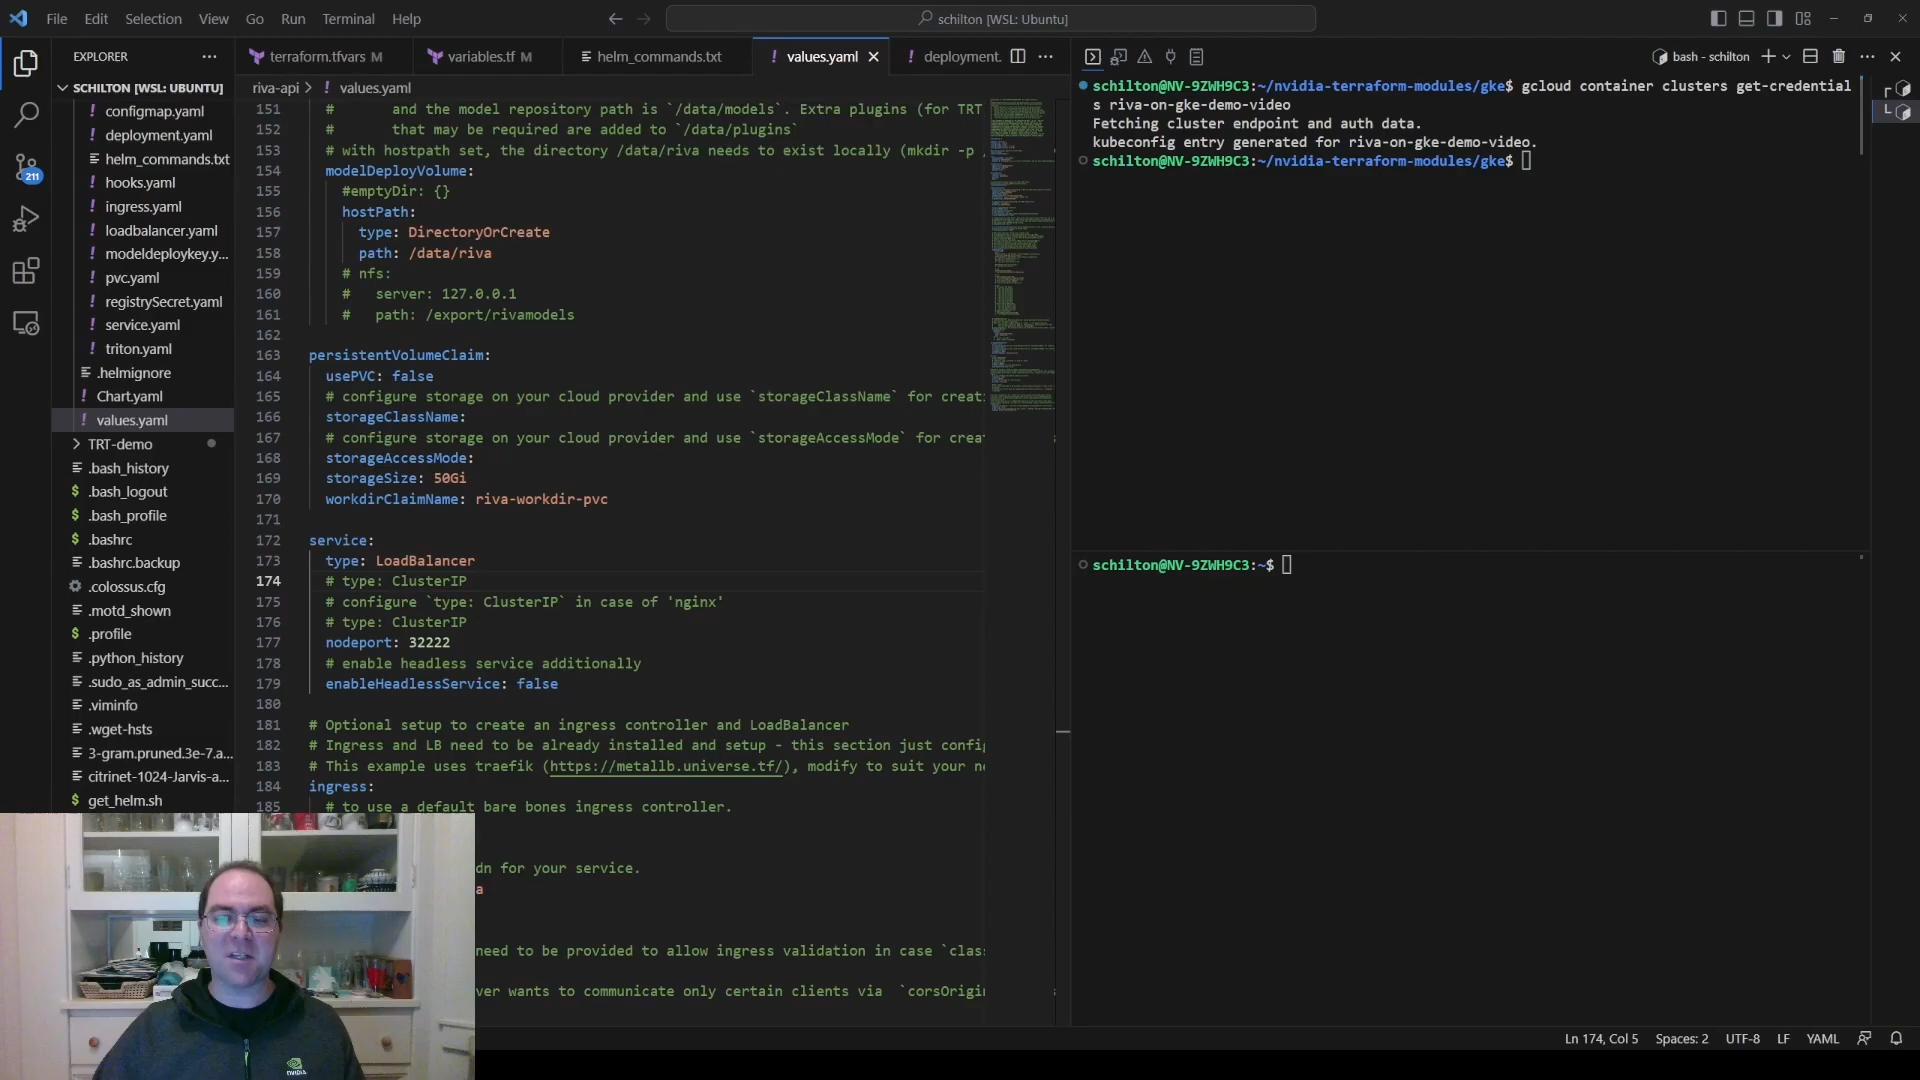 File Edit Selection View Go Run Terminal Help
schilton [WSL: Ubuntu]
EXPLORER
SCHILTON [WSL: UBUNTU]
configmap.yaml
deployment.yaml
helm_commands.txt
hooks.yaml
ingress.yaml
loadbalancer.yaml
modeldeploykey.y...
pvc.yaml
registrySecret.yaml
service.yaml
triton.yaml
.helmignore
Chart.yaml
values.yaml
TRT-demo
.bash_history
.bash_logout
.bash_profile
.bashrc
.bashrc.backup
.colossus.cfg
.motd_shown
.profile
.python_history
.sudo_as_admin_succ...
.viminfo
.wget-hsts
3-gram.pruned.3e-7.a...
citrinet-1024-Jarvis-a...
get_helm.sh
211
terraform.tfvars M
variables.tf M
helm_commands.txt
values.yaml
deployment.
riva-api > ! values.yaml
151 # and the model repository path is `/data/models`. Extra plugins (for TRT
152 # that may be required are added to `/data/plugins`
153 # with hostpath set, the directory /data/riva needs to exist locally (mkdir -p
154 modelDeployVolume:
155 #emptyDir: {}
156 hostPath:
157 type: DirectoryOrCreate
158 path: /data/riva
159 # nfs:
160 # server: 127.0.0.1
161 # path: /export/rivamodels
162
163 persistentVolumeClaim:
164 usePVC: false
165 # configure storage on your cloud provider and use `storageClassName` for creati
166 storageClassName:
167 # configure storage on your cloud provider and use `storageAccessMode` for creat
168 storageAccessMode:
169 storageSize: 50Gi
170 workdirClaimName: riva-workdir-pvc
171
172 service:
173 type: LoadBalancer
174 # type: ClusterIP
175 # configure `type: ClusterIP` in case of 'nginx'
176 # type: ClusterIP
177 nodeport: 32222
178 # enable headless service additionally
179 enableHeadlessService: false
180
181 # Optional setup to create an ingress controller and LoadBalancer
182 # Ingress and LB need to be already installed and setup - this section just config
183 # This example uses traefik (https://metallb.universe.tf/), modify to suit your ne
184 ingress:
185 # to use a default bare bones ingress controller.
dn for your service.
a
need to be provided to allow ingress validation in case `clas
ver wants to communicate only certain clients via `corsOrigin
bash - schilton
schilton@NV-9ZWH9C3:~/nvidia-terraform-modules/gke$ gcloud container clusters get-credential
s riva-on-gke-demo-video
Fetching cluster endpoint and auth data.
kubeconfig entry generated for riva-on-gke-demo-video.
schilton@NV-9ZWH9C3:~/nvidia-terraform-modules/gke$
schilton@NV-9ZWH9C3:~$
NVIDIA
Ln 174, Col 5 Spaces: 2 UTF-8 LF YAML